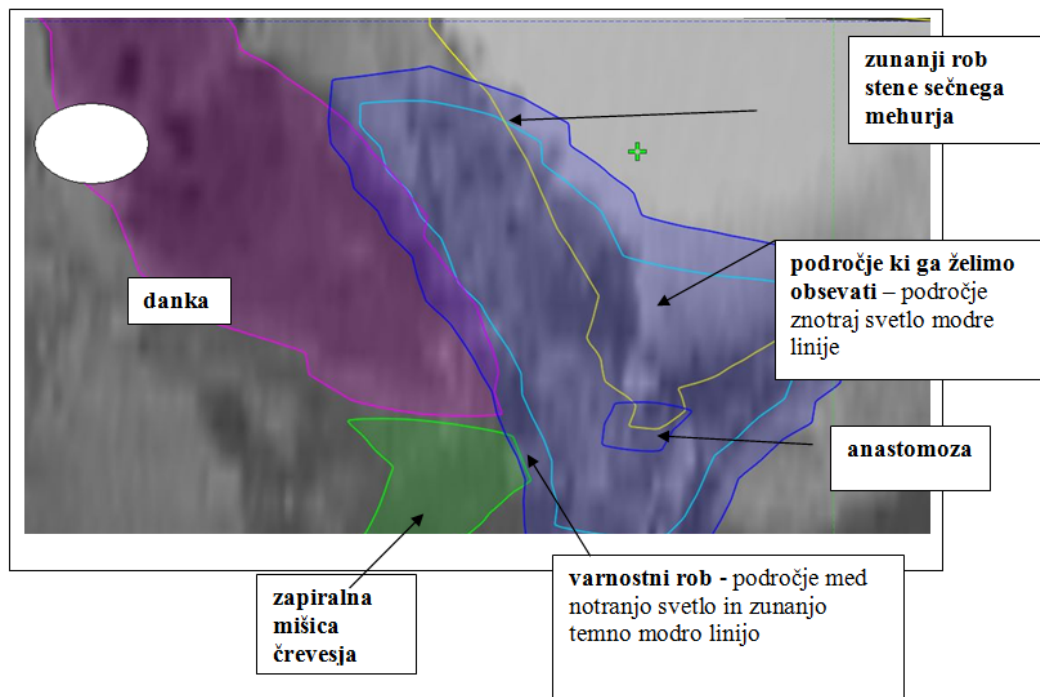 zunanji rob
stene sečnega
mehurja
področje ki ga želimo
obsevati – področje
znotraj svetlo modre
linije
danka
anastomoza
varnostni rob - področje med
notranjo svetlo in zunanjo
temno modro linijo
zapiralna
mišica
črevesja